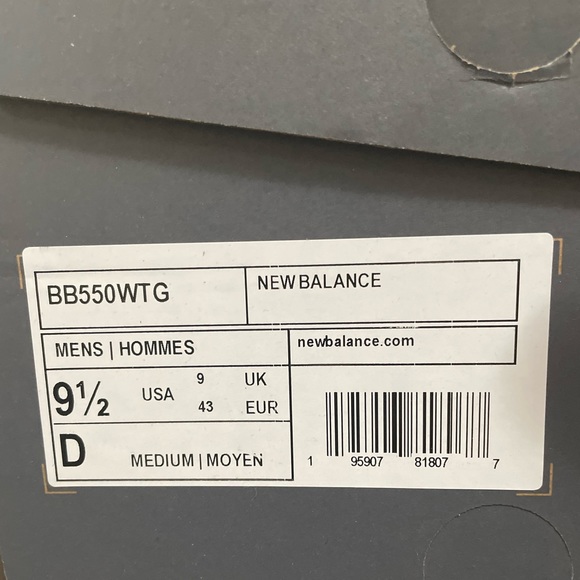 BB550WTG
NEW BALANCE
MENS | HOMMES
newbalance.com
9½ USA 9 UK
43 EUR
D MEDIUM | MOYEN
1 95907 81807 7